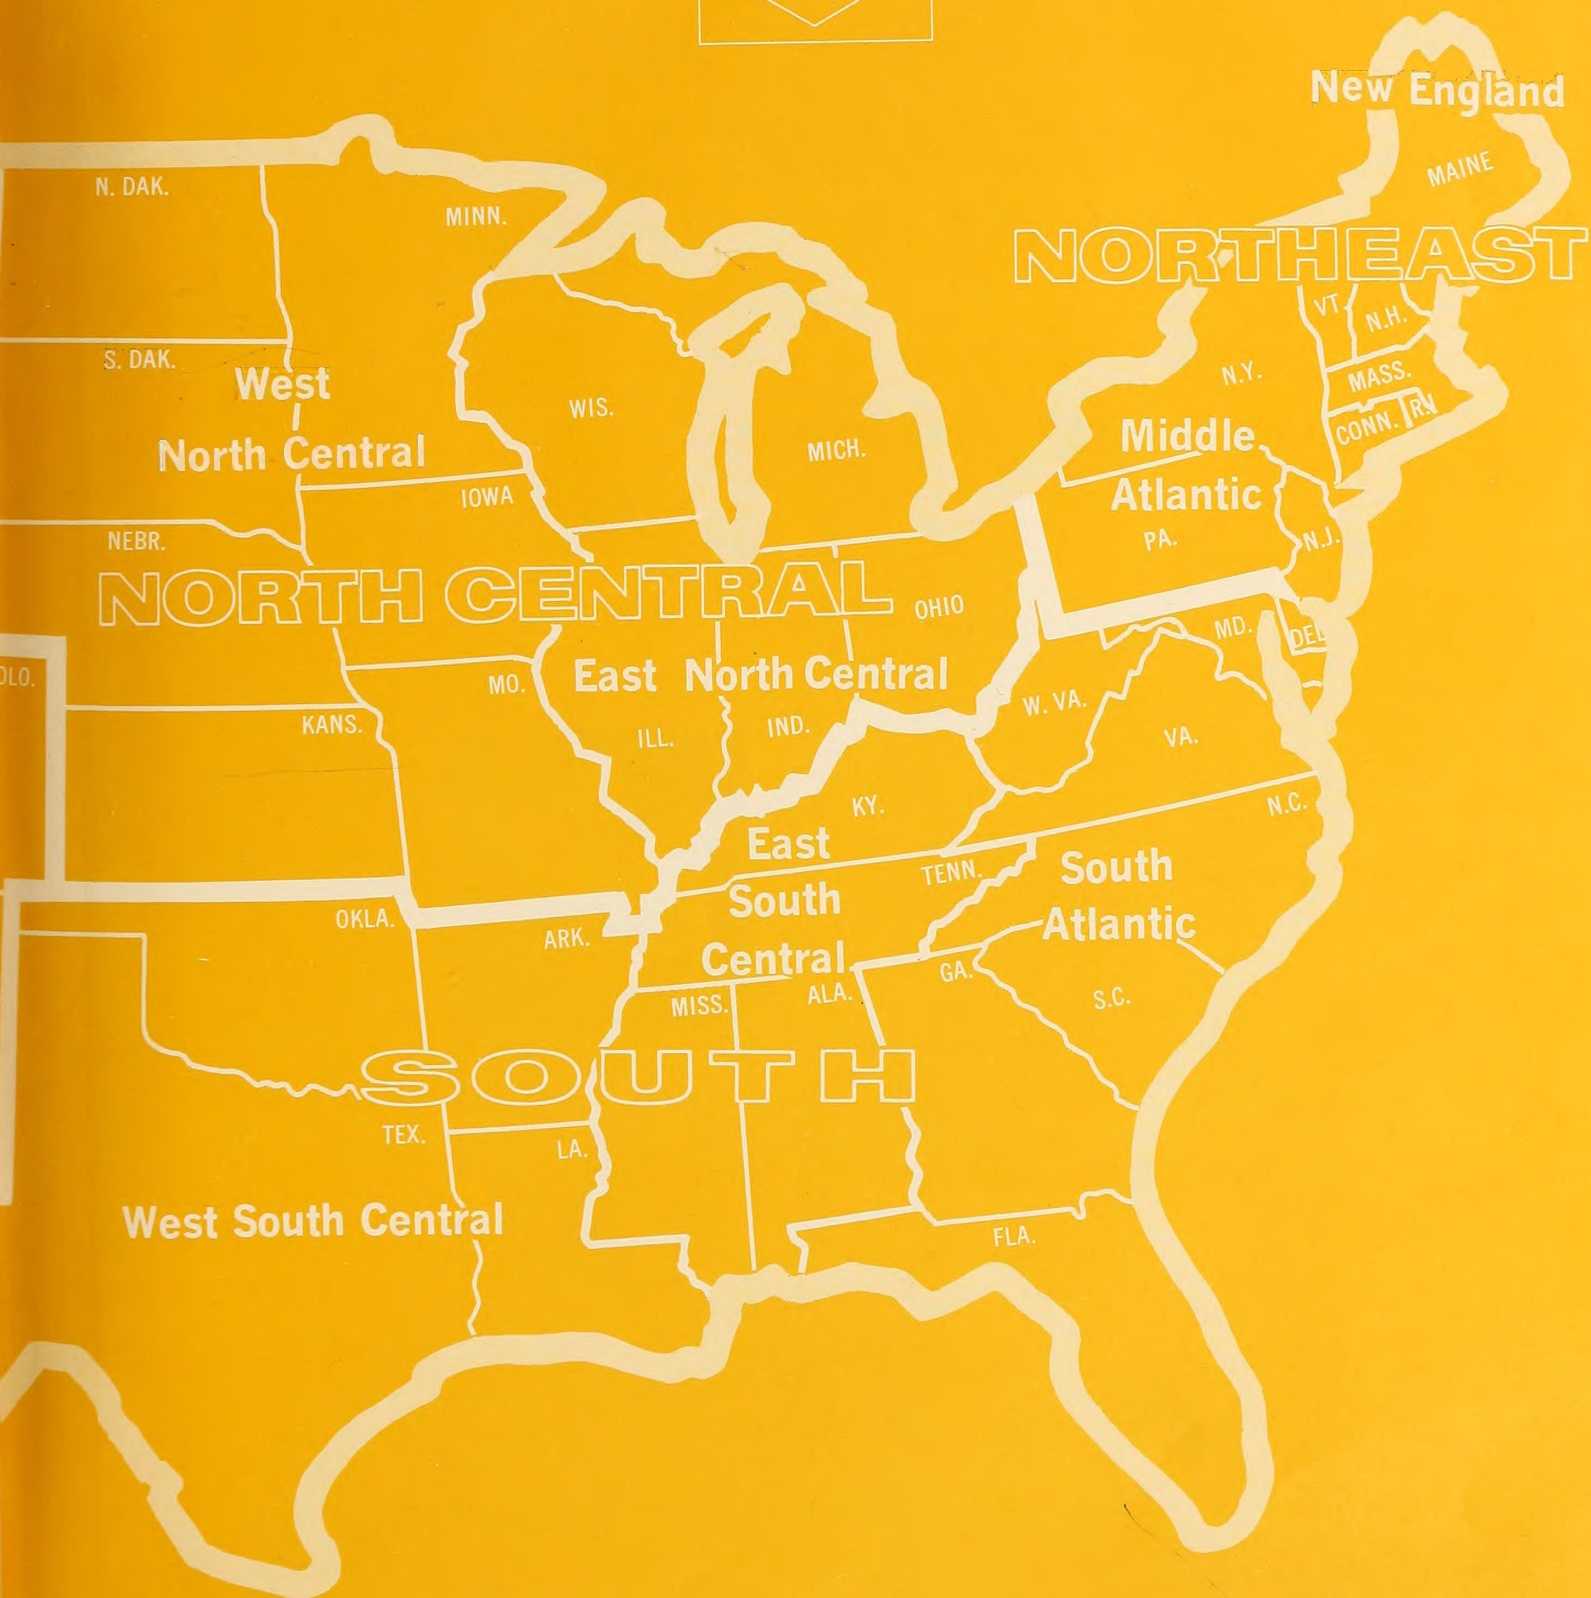 New England
MAINE
N. DAK.
MINN.
NORTHEAST
VT.
N.H.
S. DAK.
West
North Central
WIS.
MICH.
N.Y.
MASS.
CONN.
R.I.
Middle
Atlantic
PA.
N.J.
IOWA
NEBR.
NORTH CENTRAL
OHIO
MD.
DEL
East North Central
OLO.
MO.
KANS.
ILL.
IND.
W. VA.
VA.
KY.
N.C.
East
South
Central
TENN.
South
Atlantic
OKLA.
ARK.
MISS.
ALA.
GA.
S.C.
SOUTH
TEX.
LA.
West South Central
FLA.